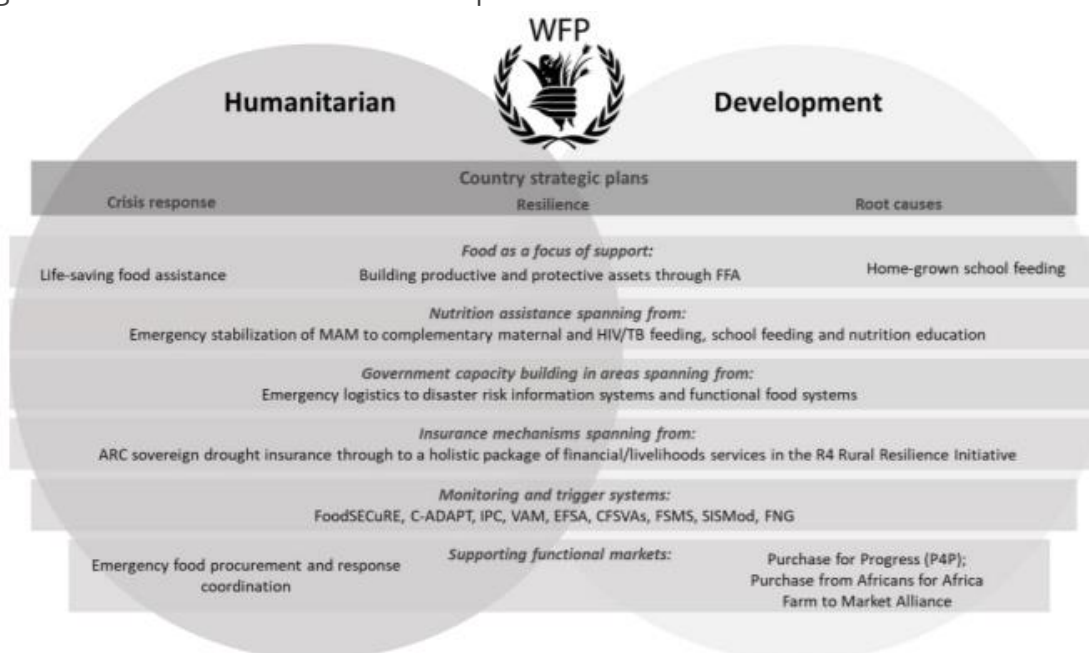 WFP
Humanitarian
Development
Country strategic plans
Crisis response
Resilience
Root causes
Food as a focus of support:
Life-saving food assistance
Building productive and protective assets through FFA
Home-grown school feeding
Nutrition assistance spanning from:
Emergency stabilization of MAM to complementary maternal and HIV/TB feeding, school feeding and nutrition education
Government capacity building in areas spanning from:
Emergency logistics to disaster risk information systems and functional food systems
Insurance mechanisms spanning from:
ARC sovereign drought insurance through to a holistic package of financial/livelihoods services in the R4 Rural Resilience Initiative
Monitoring and trigger systems:
FoodSECuRE, C-ADAPT, IPC, VAM, EFSA, CFSVAs, FSMS, SISMod, FNG
Emergency food procurement and response
coordination
Supporting functional markets:
Purchase for Progress (P4P);
Purchase from Africans for Africa
Farm to Market Alliance